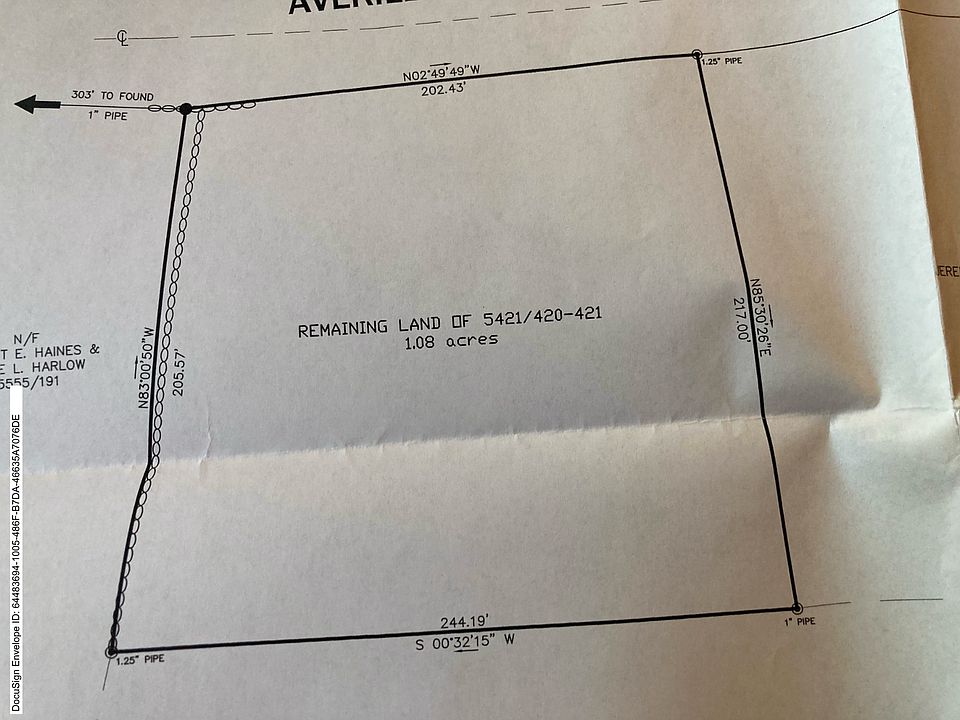 ℄
N02°49'49"W
202.43'
1.25" PIPE
303' TO FOUND
1" PIPE
N83°00'50"W
205.57'
REMAINING LAND OF 5421/420-421
1.08 acres
N85°30'26"E
217.00'
N/F
T E. HAINES &
E L. HARLOW
5555/191
244.19'
S 00°32'15" W
1.25" PIPE
1" PIPE
DocuSign Envelope ID: 64483694-1005-486F-B7DA-46635A7076DE